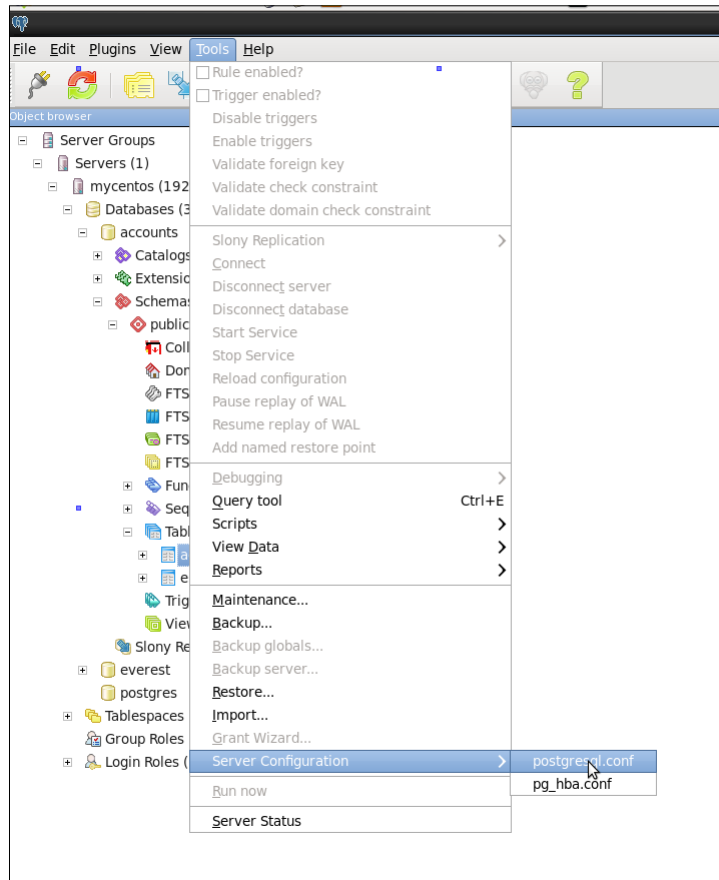 File Edit Plugins View Tools Help
Rule enabled?
Trigger enabled?
Disable triggers
Enable triggers
Validate foreign key
Validate check constraint
Validate domain check constraint
Slony Replication
Connect
Disconnect server
Disconnect database
Start Service
Stop Service
Reload configuration
Pause replay of WAL
Resume replay of WAL
Add named restore point
Debugging
Query tool Ctrl+E
Scripts
View Data
Reports
Maintenance...
Backup...
Backup globals...
Backup server...
Restore...
Import...
Grant Wizard...
Server Configuration
Run now
Server Status
postgresql.conf
pg_hba.conf
Object browser
Server Groups
Servers (1)
mycentos (192
Databases (3
accounts
Catalogs
Extensio
Schemas
public
Coll
Don
FTS
FTS
FTS
FTS
Fun
Seq
Tabl
a
e
Trig
View
Slony Re
everest
postgres
Tablespaces
Group Roles
Login Roles (